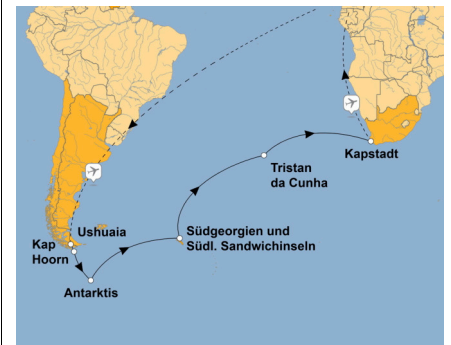 Kapstadt
Tristan
da Cunha
Ushuaia
Südgeorgien und
Südl. Sandwichinseln
Kap
Hoorn
Antarktis